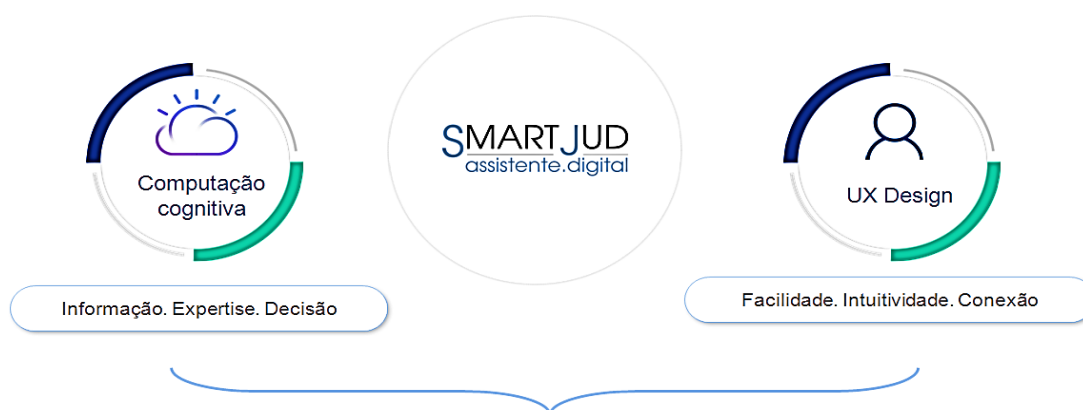 Computação
cognitiva
Informação. Expertise. Decisão
SMARTJUD
assistente.digital
UX Design
Facilidade. Intuitividade. Conexão